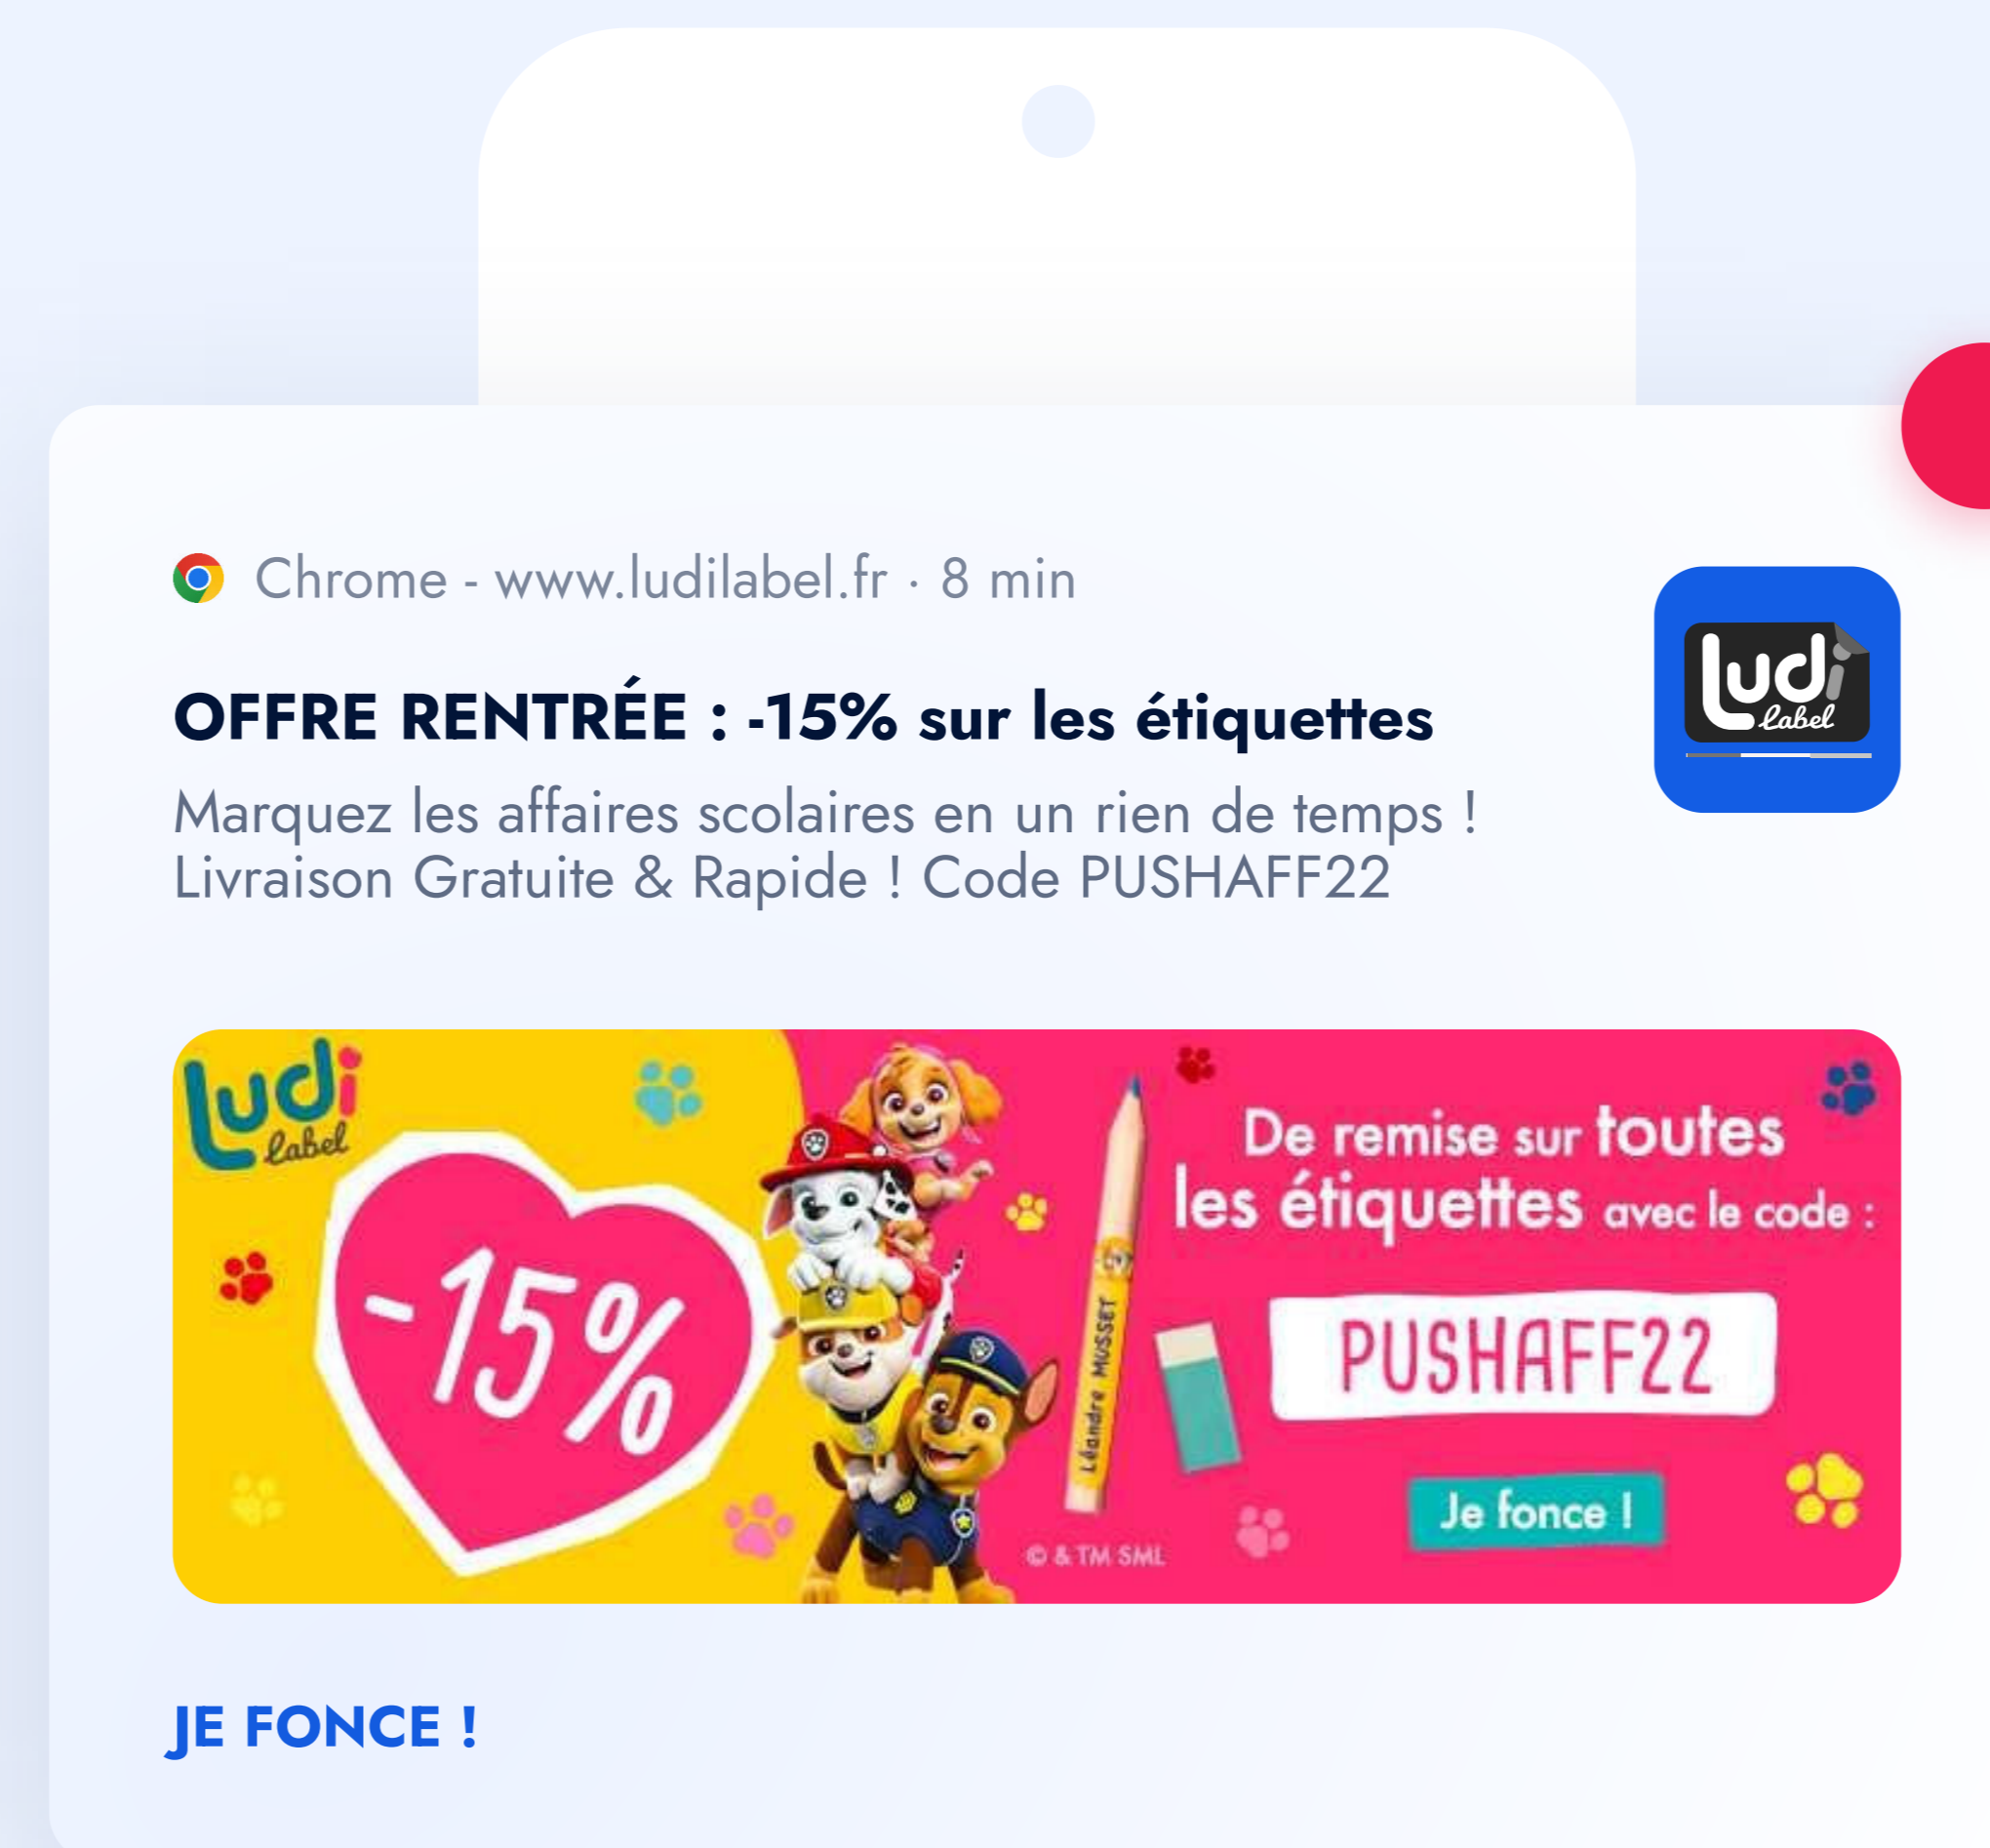 Chrome - www.ludilabel.fr · 8 min
OFFRE RENTRÉE : -15% sur les étiquettes
Marquez les affaires scolaires en un rien de temps !
Livraison Gratuite & Rapide ! Code PUSHAFF22
Ludi
label
Ludi
label
-15%
Léandre MUSSET
De remise sur toutes
les étiquettes avec le code :
PUSHAFF22
Je fonce !
© & TM SML
JE FONCE !